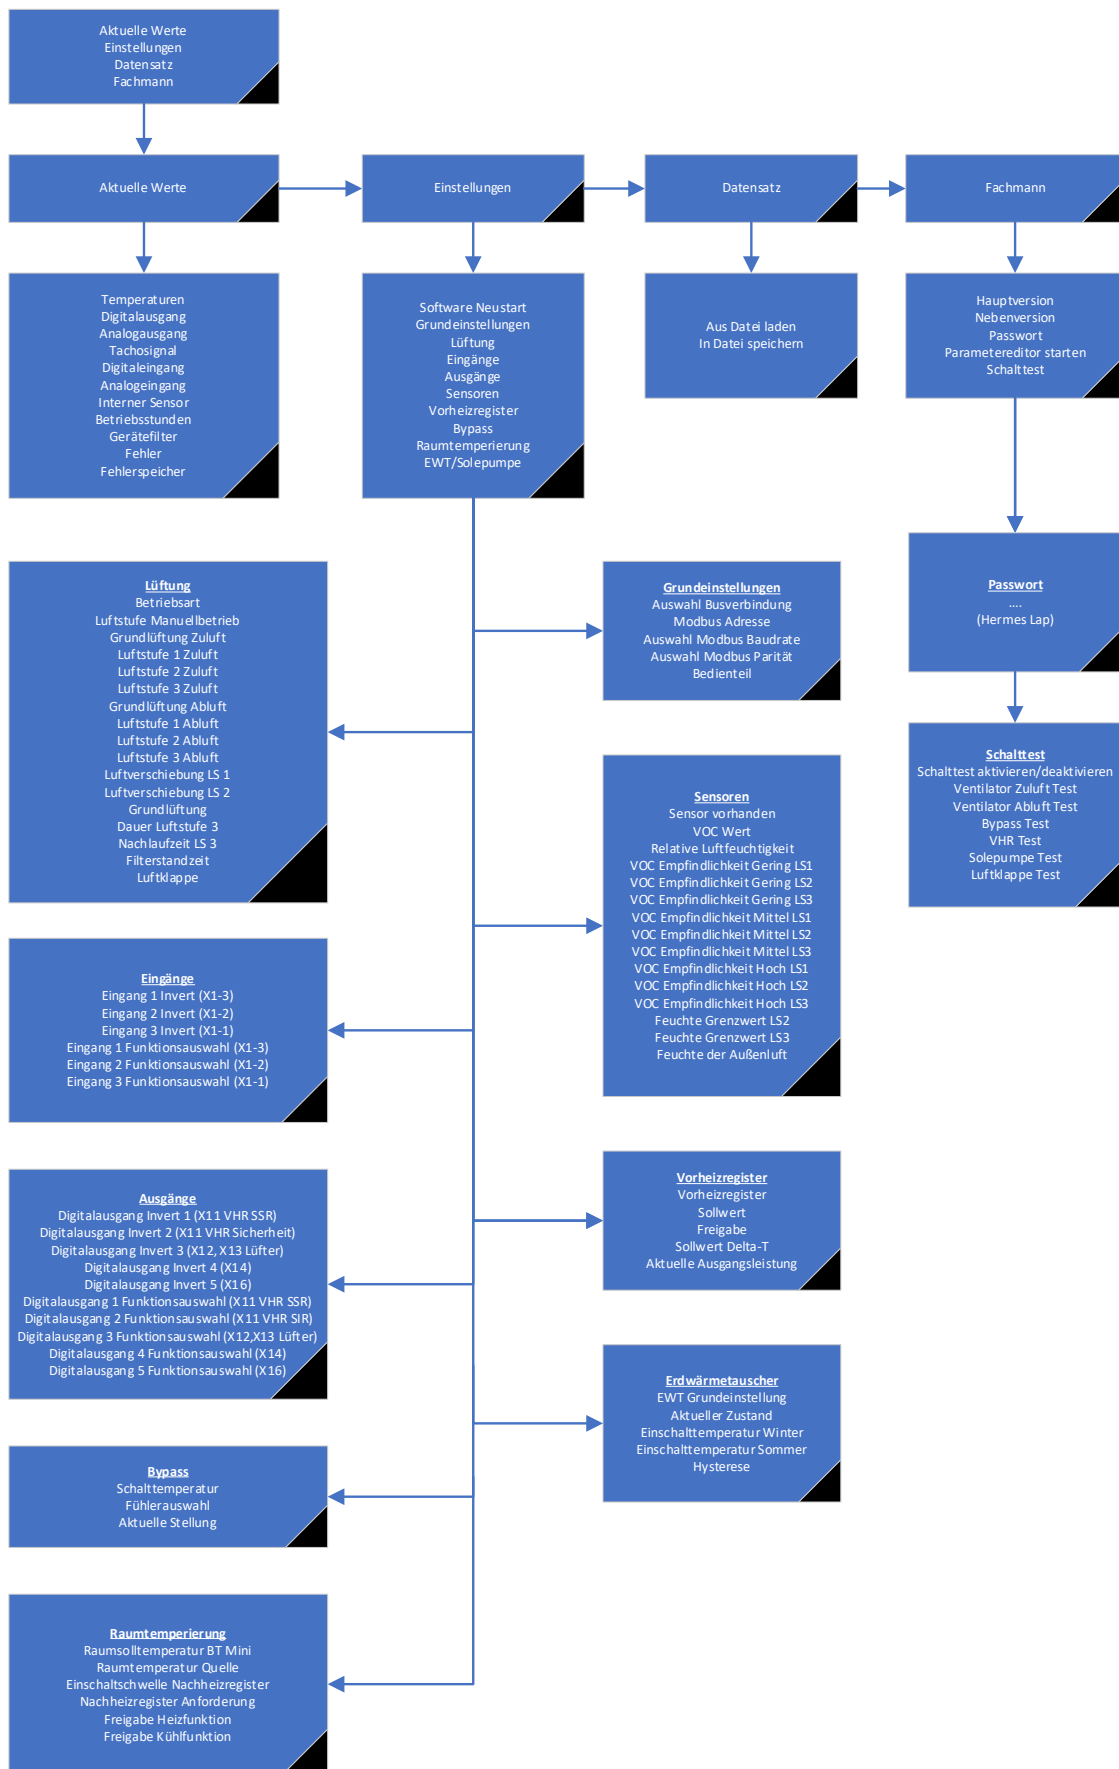 Aktuelle Werte
Einstellungen
Datensatz
Fachmann
Aktuelle Werte
Einstellungen
Datensatz
Fachmann
Temperaturen
Digitalausgang
Analogausgang
Tachosignal
Digitaleingang
Analogeingang
Interner Sensor
Betriebsstunden
Gerätefilter
Fehler
Fehlerspeicher
Software Neustart
Grundeinstellungen
Lüftung
Eingänge
Ausgänge
Sensoren
Vorheizregister
Bypass
Raumtemperierung
EWT/Solepumpe
Aus Datei laden
In Datei speichern
Hauptversion
Nebenversion
Passwort
Parametereditor starten
Schalttest
Lüftung
Betriebsart
Luftstufe Manuellbetrieb
Grundlüftung Zuluft
Luftstufe 1 Zuluft
Luftstufe 2 Zuluft
Luftstufe 3 Zuluft
Grundlüftung Abluft
Luftstufe 1 Abluft
Luftstufe 2 Abluft
Luftstufe 3 Abluft
Luftverschiebung LS 1
Luftverschiebung LS 2
Grundlüftung
Dauer Luftstufe 3
Nachlaufzeit LS 3
Filterstandzeit
Luftklappe
Grundeinstellungen
Auswahl Busverbindung
Modbus Adresse
Auswahl Modbus Baudrate
Auswahl Modbus Parität
Bedienteil
Passwort
....
(Hermes Lap)
Schalttest
Schalttest aktivieren/deaktivieren
Ventilator Zuluft Test
Ventilator Abluft Test
Bypass Test
VHR Test
Solepumpe Test
Luftklappe Test
Sensoren
Sensor vorhanden
VOC Wert
Relative Luftfeuchtigkeit
VOC Empfindlichkeit Gering LS1
VOC Empfindlichkeit Gering LS2
VOC Empfindlichkeit Gering LS3
VOC Empfindlichkeit Mittel LS1
VOC Empfindlichkeit Mittel LS2
VOC Empfindlichkeit Mittel LS3
VOC Empfindlichkeit Hoch LS1
VOC Empfindlichkeit Hoch LS2
VOC Empfindlichkeit Hoch LS3
Feuchte Grenzwert LS2
Feuchte Grenzwert LS3
Feuchte der Außenluft
Eingänge
Eingang 1 Invert (X1-3)
Eingang 2 Invert (X1-2)
Eingang 3 Invert (X1-1)
Eingang 1 Funktionsauswahl (X1-3)
Eingang 2 Funktionsauswahl (X1-2)
Eingang 3 Funktionsauswahl (X1-1)
Ausgänge
Digitalausgang Invert 1 (X11 VHR SSR)
Digitalausgang Invert 2 (X11 VHR Sicherheit)
Digitalausgang Invert 3 (X12, X13 Lüfter)
Digitalausgang Invert 4 (X14)
Digitalausgang Invert 5 (X16)
Digitalausgang 1 Funktionsauswahl (X11 VHR SSR)
Digitalausgang 2 Funktionsauswahl (X11 VHR SIR)
Digitalausgang 3 Funktionsauswahl (X12,X13 Lüfter)
Digitalausgang 4 Funktionsauswahl (X14)
Digitalausgang 5 Funktionsauswahl (X16)
Vorheizregister
Vorheizregister
Sollwert
Freigabe
Sollwert Delta-T
Aktuelle Ausgangsleistung
Erdwärmetauscher
EWT Grundeinstellung
Aktueller Zustand
Einschalttemperatur Winter
Einschalttemperatur Sommer
Hysterese
Bypass
Schalttemperatur
Fühlerauswahl
Aktuelle Stellung
Raumtemperierung
Raumsolltemperatur BT Mini
Raumtemperatur Quelle
Einschaltschwelle Nachheizregister
Nachheizregister Anforderung
Freigabe Heizfunktion
Freigabe Kühlfunktion